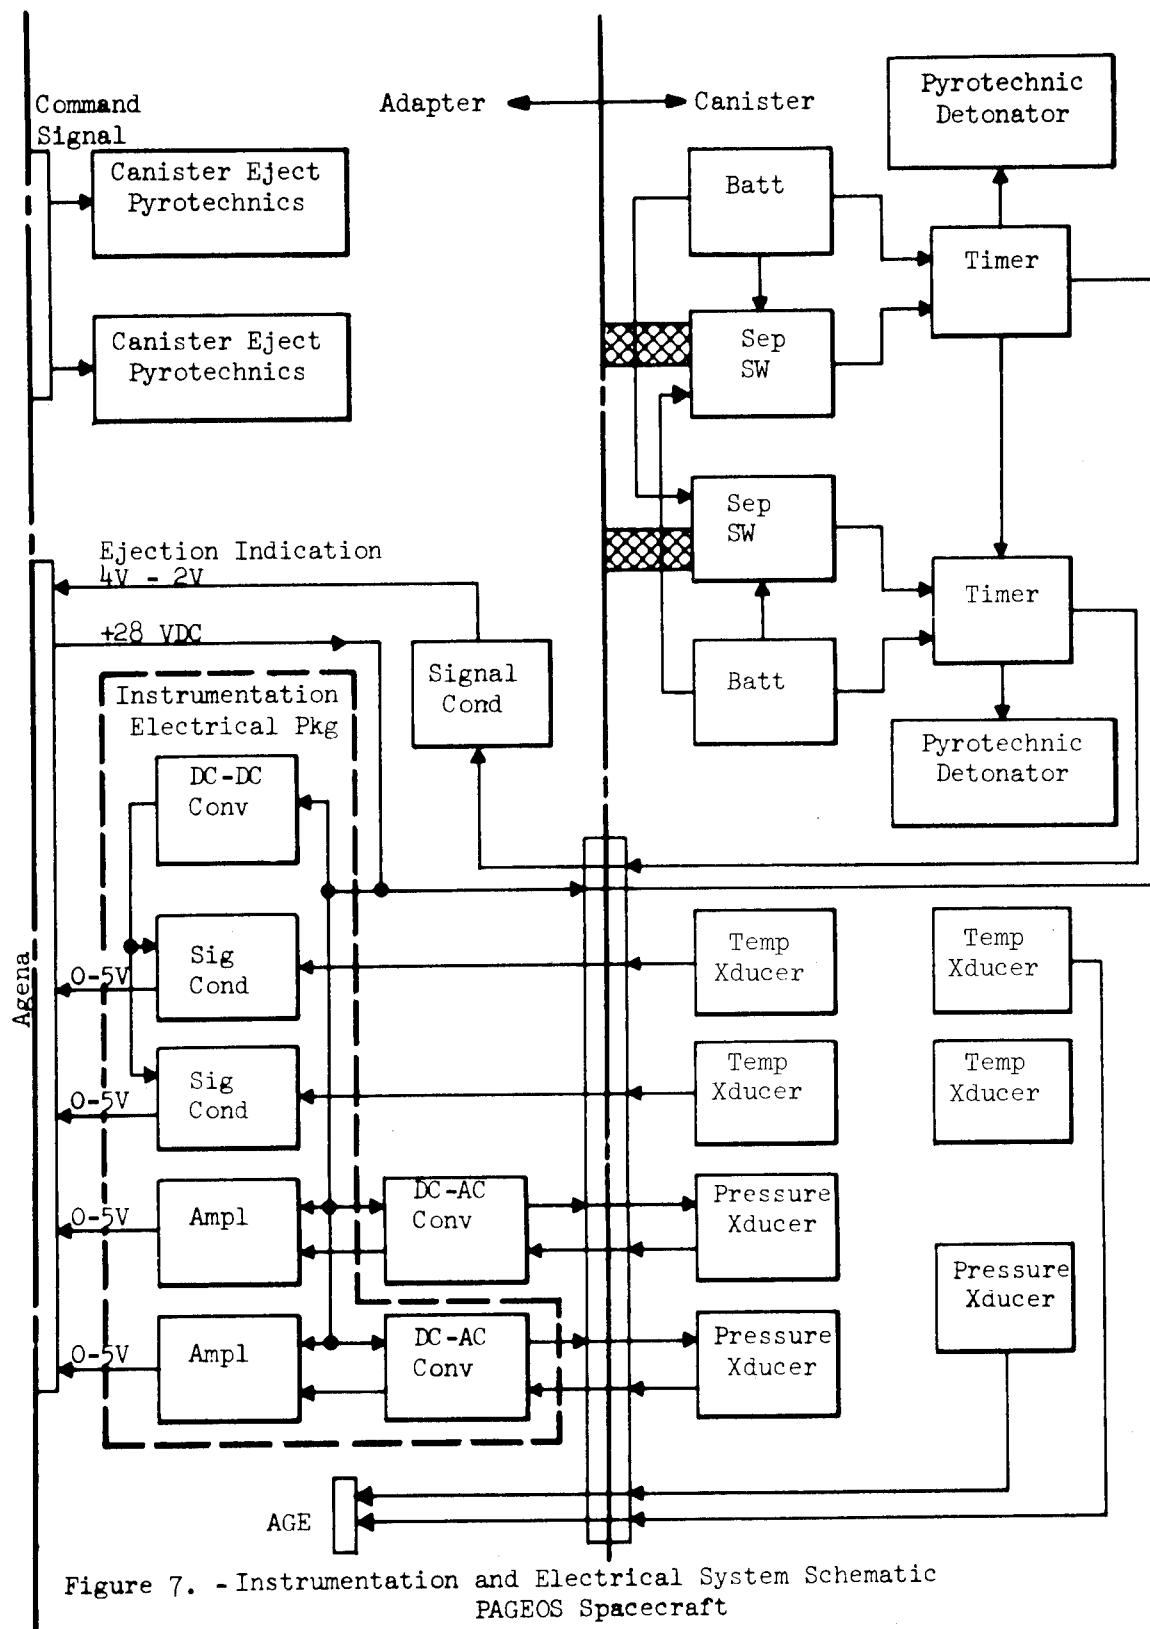 Command
Signal
Adapter
Canister
Pyrotechnic
Detonator
Canister Eject
Pyrotechnics
Batt
Timer
Canister Eject
Pyrotechnics
Sep
SW
Sep
SW
Ejection Indication
4V - 2V
Timer
+28 VDC
Signal
Cond
Batt
Instrumentation
Electrical Pkg
Pyrotechnic
Detonator
DC-DC
Conv
Agena
Sig
Cond
0-5V
Temp
Xducer
Temp
Xducer
Sig
Cond
0-5V
Temp
Xducer
Temp
Xducer
Ampl
0-5V
DC-AC
Conv
Pressure
Xducer
Pressure
Xducer
Ampl
0-5V
DC-AC
Conv
Pressure
Xducer
AGE
Figure 7. - Instrumentation and Electrical System Schematic
PAGEOS Spacecraft